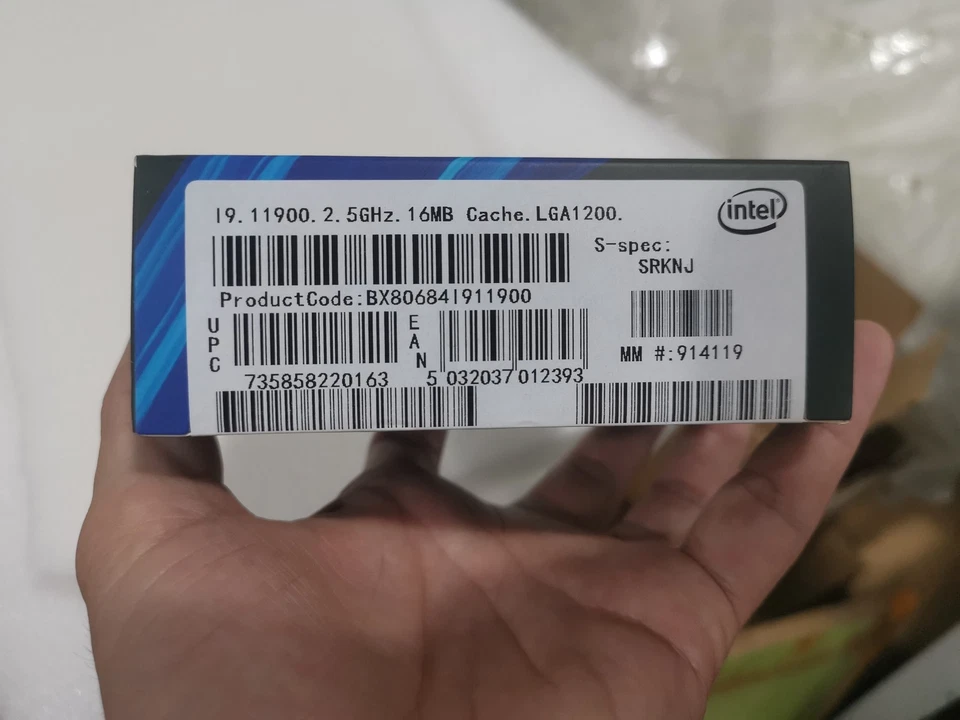 I9.11900.2.5GHz.16MB Cache.LGA1200.
intel
S-spec:
SRKNJ
ProductCode:BX80684I911900
UPC
735858220163
EAN
5 032037 012393
MM #:914119